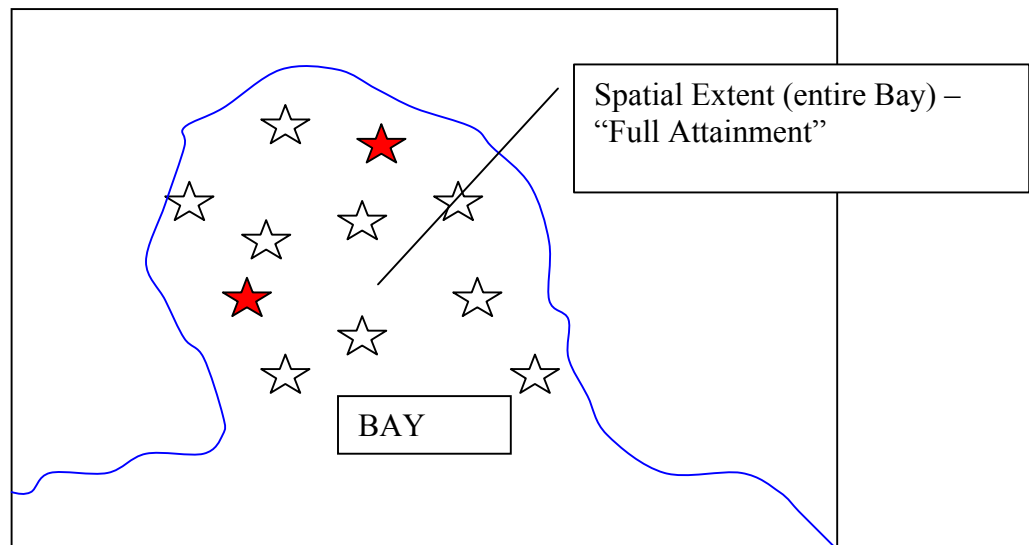 Spatial Extent (entire Bay) –
“Full Attainment”
BAY